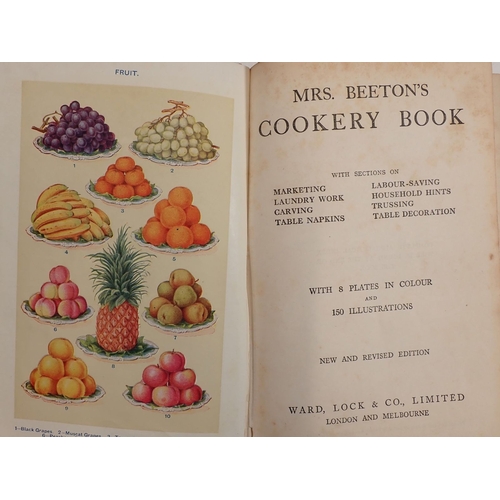 FRUIT.
1
2
3
4
5
6
7
9
10
1-Black Grapes 2-Muscat Grapes
MRS. BEETON'S
COOKERY BOOK
WITH SECTIONS ON
MARKETING
LAUNDRY WORK
CARVING
TABLE NAPKINS
LABOUR-SAVING
HOUSEHOLD HINTS
TRUSSING
TABLE DECORATION
WITH 8 PLATES IN COLOUR
AND
150 ILLUSTRATIONS
NEW AND REVISED EDITION
WARD, LOCK & CO., LIMITED
LONDON AND MELBOURNE